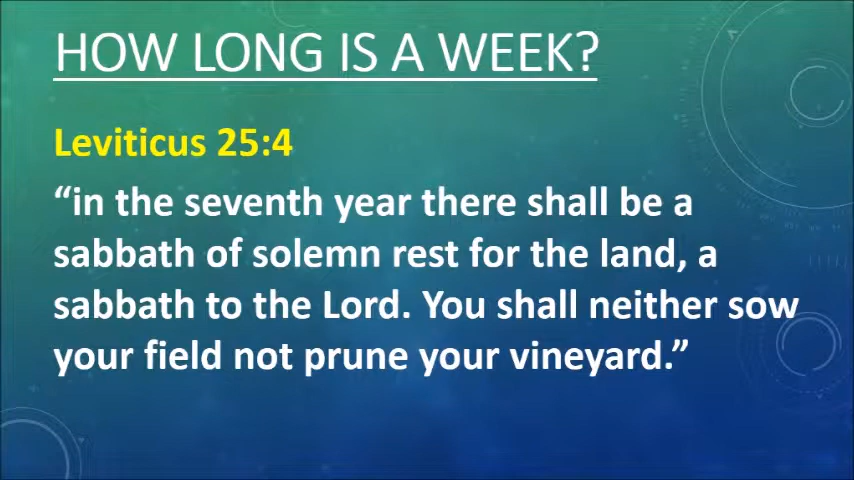 HOW LONG IS A WEEK?
Leviticus 25:4
“in the seventh year there shall be a
sabbath of solemn rest for the land, a
sabbath to the Lord. You shall neither sow
your field not prune your vineyard.”